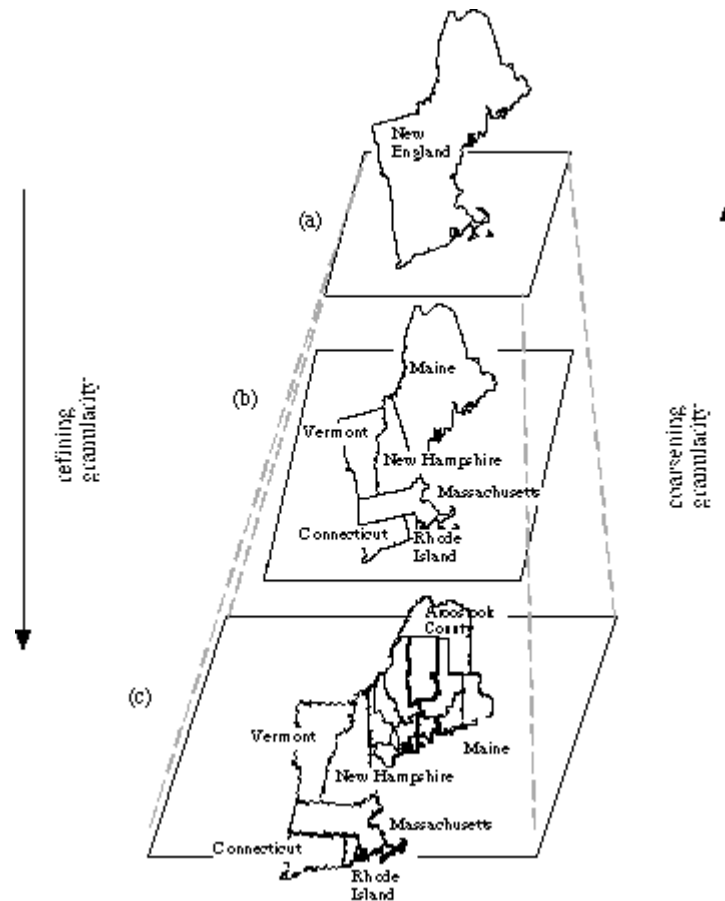 New
England
(a)
Maine
(b)
Vermont
New Hampshire
Massachusetts
Connecticut
Rhode
Island
refining
granularity
coarsening
granularity
Aroostook
County
(c)
Vermont
Maine
New Hampshire
Massachusetts
Connecticut
Rhode
Island